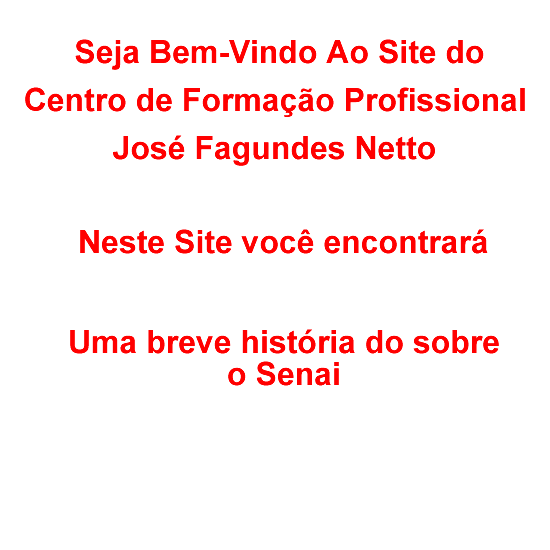 Seja Bem-Vindo Ao Site do
Centro de Formação Profissional
José Fagundes Netto
Neste Site você encontrará
Uma breve história do sobre
o Senai